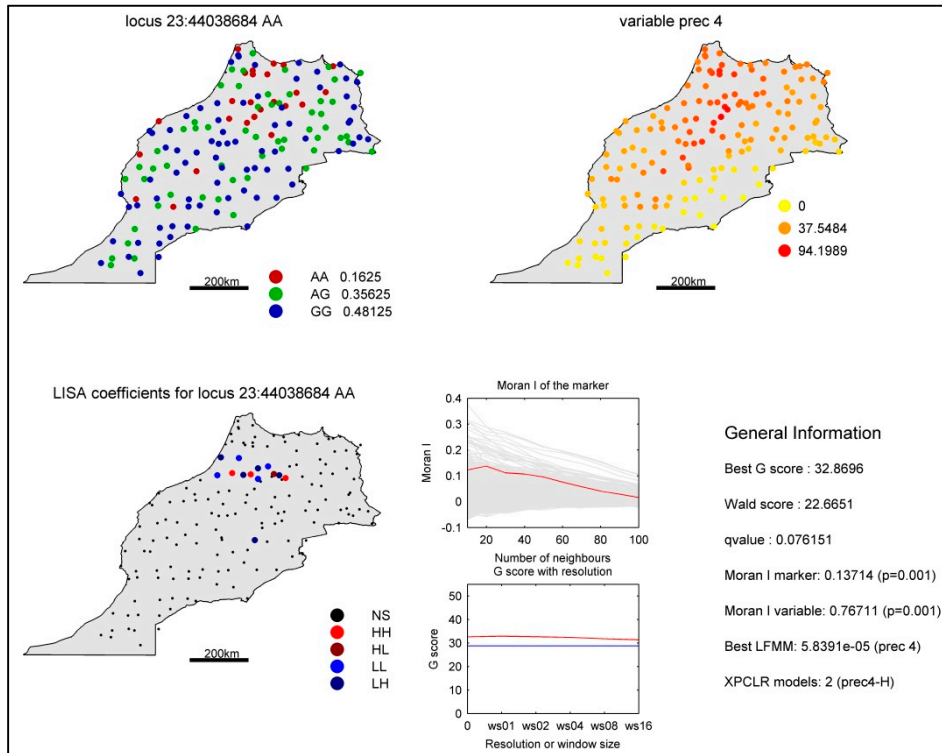 locus 23:44038684 AA
AA 0.1625
AG 0.35625
GG 0.48125
200km
variable prec 4
0
37.5484
94.1989
200km
LISA coefficients for locus 23:44038684 AA
NS
HH
HL
LL
LH
200km
Moran I of the marker
Moran I
0.4
0.3
0.2
0.1
0
-0.1
20 40 60 80 100
Number of neighbours
G score with resolution
G score
50
40
30
20
10
0
0 ws01 ws02 ws04 ws08 ws16
Resolution or window size
General Information
Best G score : 32.8696
Wald score : 22.6651
qvalue : 0.076151
Moran I marker: 0.13714 (p=0.001)
Moran I variable: 0.76711 (p=0.001)
Best LFMM: 5.8391e-05 (prec 4)
XPCLR models: 2 (prec4-H)